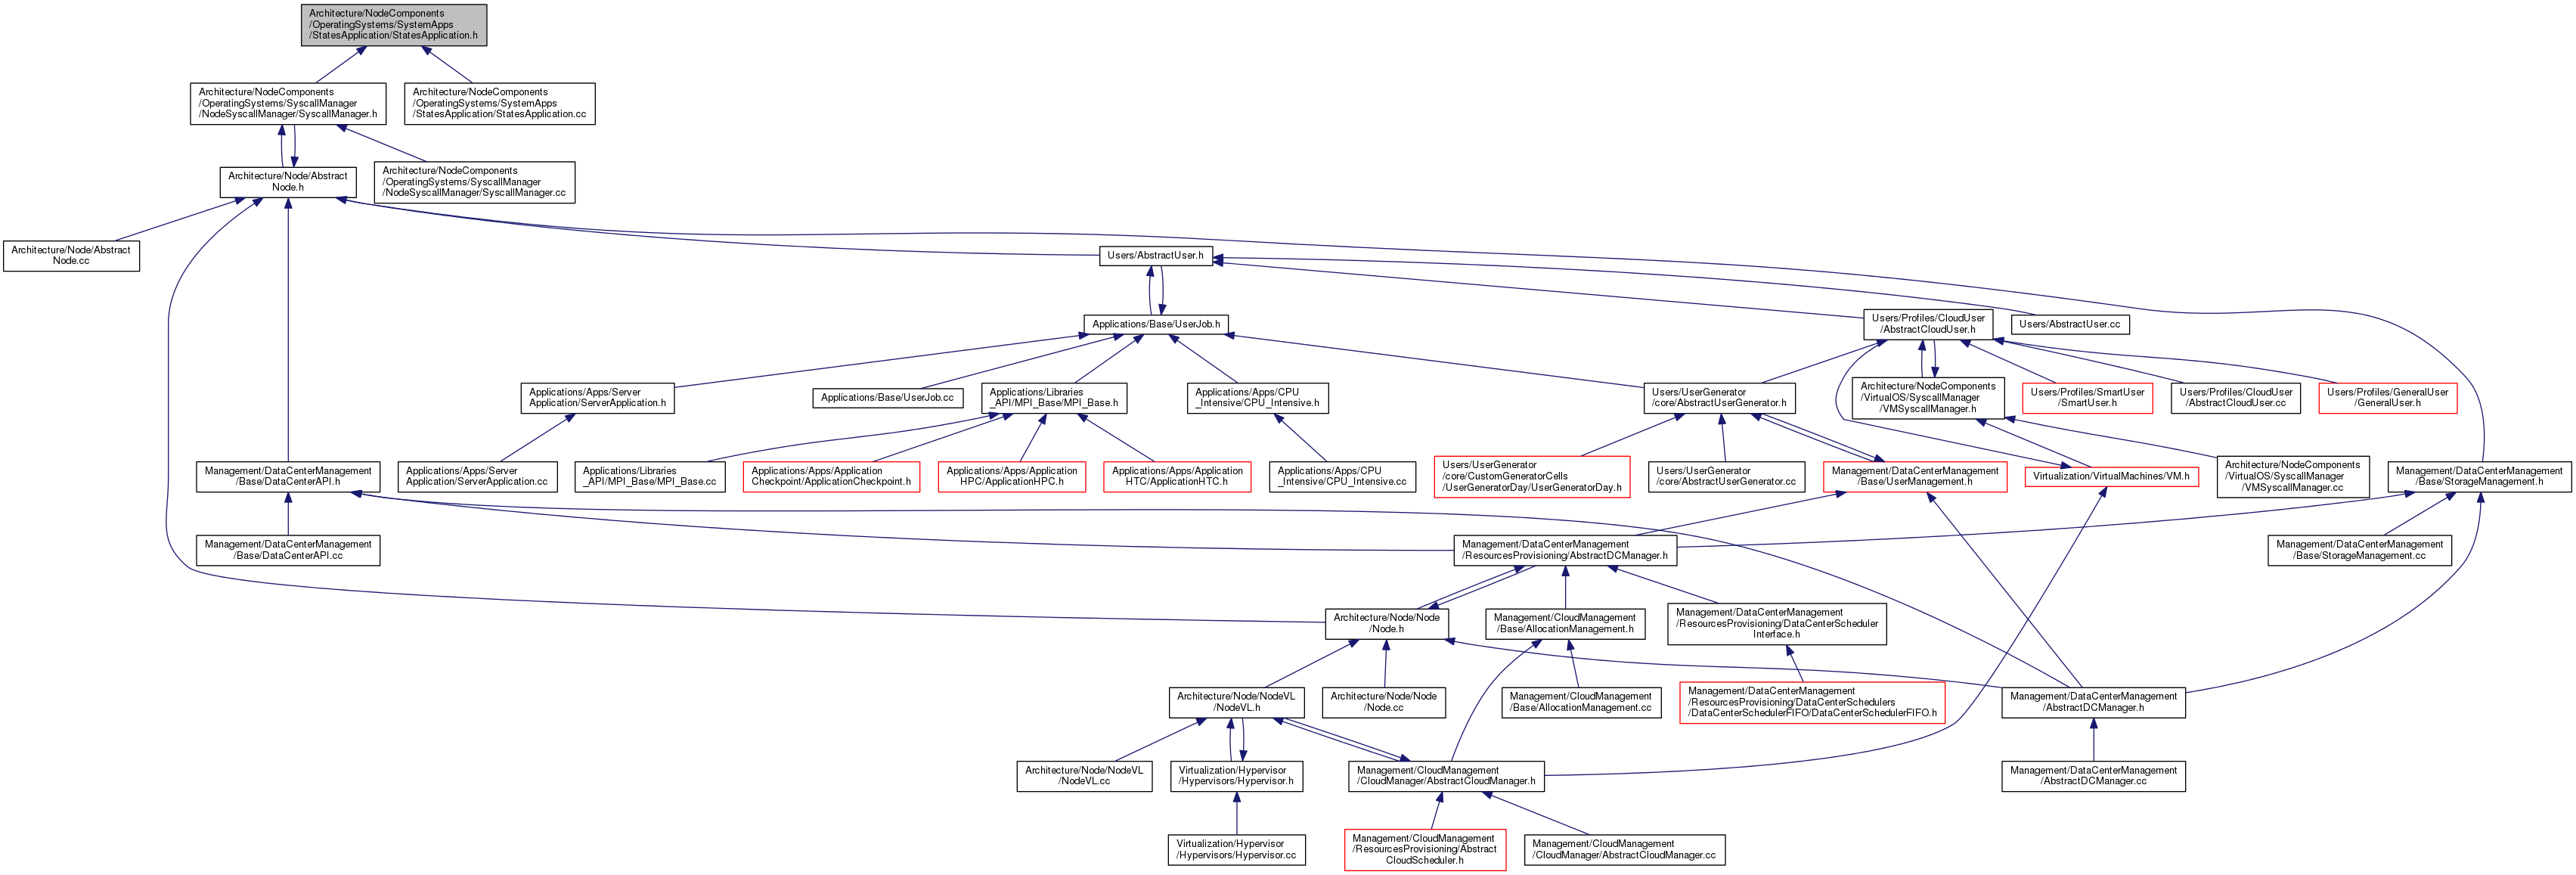 Architecture/NodeComponents
/OperatingSystems/SystemApps
/StatesApplication/StatesApplication.h
Architecture/NodeComponents
/OperatingSystems/SyscallManager
/NodeSyscallManager/SyscallManager.h
Architecture/NodeComponents
/OperatingSystems/SystemApps
/StatesApplication/StatesApplication.cc
Architecture/Node/Abstract
Node.h
Architecture/NodeComponents
/OperatingSystems/SyscallManager
/NodeSyscallManager/SyscallManager.cc
Architecture/Node/Abstract
Node.cc
Users/AbstractUser.h
Applications/Base/UserJob.h
Users/Profiles/CloudUser
/AbstractCloudUser.h
Users/AbstractUser.cc
Applications/Apps/Server
Application/ServerApplication.h
Applications/Base/UserJob.cc
Applications/Libraries
_API/MPI_Base/MPI_Base.h
Applications/Apps/CPU
_Intensive/CPU_Intensive.h
Users/UserGenerator
/core/AbstractUserGenerator.h
Architecture/NodeComponents
/VirtualOS/SyscallManager
/VMSyscallManager.h
Users/Profiles/SmartUser
/SmartUser.h
Users/Profiles/CloudUser
/AbstractCloudUser.cc
Users/Profiles/GeneralUser
/GeneralUser.h
Management/DataCenterManagement
/Base/DataCenterAPI.h
Applications/Apps/Server
Application/ServerApplication.cc
Applications/Libraries
_API/MPI_Base/MPI_Base.cc
Applications/Apps/Application
Checkpoint/ApplicationCheckpoint.h
Applications/Apps/Application
HPC/ApplicationHPC.h
Applications/Apps/Application
HTC/ApplicationHTC.h
Applications/Apps/CPU
_Intensive/CPU_Intensive.cc
Users/UserGenerator
/core/CustomGeneratorCells
/UserGeneratorDay/UserGeneratorDay.h
Users/UserGenerator
/core/AbstractUserGenerator.cc
Management/DataCenterManagement
/Base/UserManagement.h
Virtualization/VirtualMachines/VM.h
Architecture/NodeComponents
/VirtualOS/SyscallManager
/VMSyscallManager.cc
Management/DataCenterManagement
/Base/StorageManagement.h
Management/DataCenterManagement
/Base/DataCenterAPI.cc
Management/DataCenterManagement
/ResourcesProvisioning/AbstractDCManager.h
Management/DataCenterManagement
/Base/StorageManagement.cc
Architecture/Node/Node
/Node.h
Management/CloudManagement
/Base/AllocationManagement.h
Management/DataCenterManagement
/ResourcesProvisioning/DataCenterScheduler
Interface.h
Architecture/Node/NodeVL
/NodeVL.h
Architecture/Node/Node
/Node.cc
Management/CloudManagement
/Base/AllocationManagement.cc
Management/DataCenterManagement
/ResourcesProvisioning/DataCenterSchedulers
/DataCenterSchedulerFIFO/DataCenterSchedulerFIFO.h
Management/DataCenterManagement
/AbstractDCManager.h
Architecture/Node/NodeVL
/NodeVL.cc
Virtualization/Hypervisor
/Hypervisors/Hypervisor.h
Management/CloudManagement
/CloudManager/AbstractCloudManager.h
Management/DataCenterManagement
/AbstractDCManager.cc
Virtualization/Hypervisor
/Hypervisors/Hypervisor.cc
Management/CloudManagement
/ResourcesProvisioning/Abstract
CloudScheduler.h
Management/CloudManagement
/CloudManager/AbstractCloudManager.cc